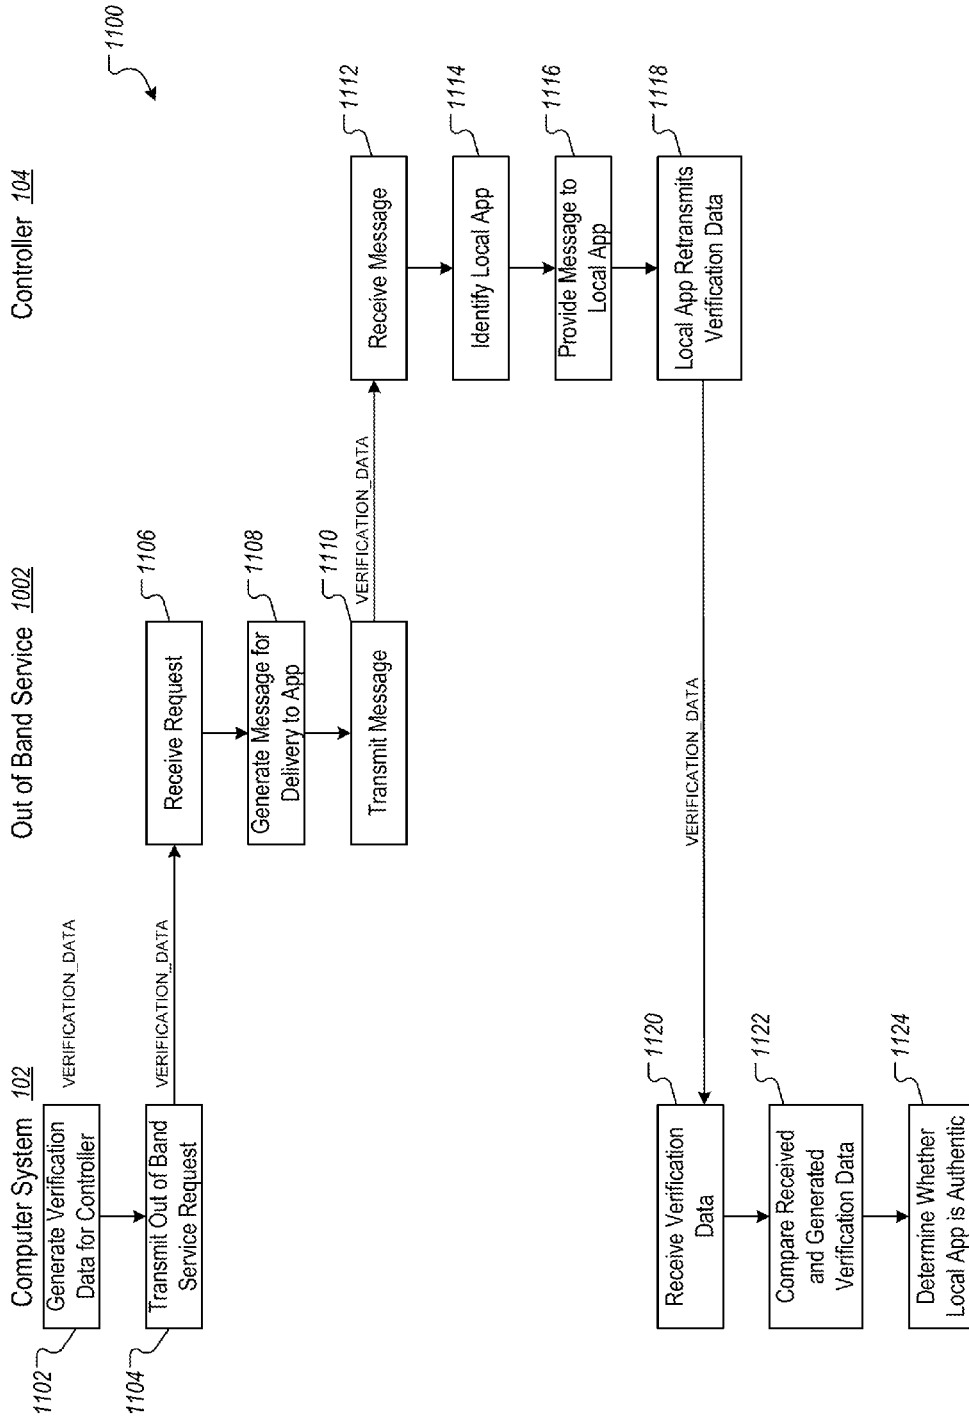 1100
Computer System 102
Out of Band Service 1002
Controller 104
1102
Generate Verification
Data for Controller
VERIFICATION_DATA
1104
Transmit Out of Band
Service Request
VERIFICATION_DATA
1106
Receive Request
1108
Generate Message for
Delivery to App
1110
Transmit Message
VERIFICATION_DATA
1112
Receive Message
1114
Identify Local App
1116
Provide Message to
Local App
1118
Local App Retransmits
Verification Data
VERIFICATION_DATA
1120
Receive Verification
Data
1122
Compare Received
and Generated
Verification Data
1124
Determine Whether
Local App is Authentic